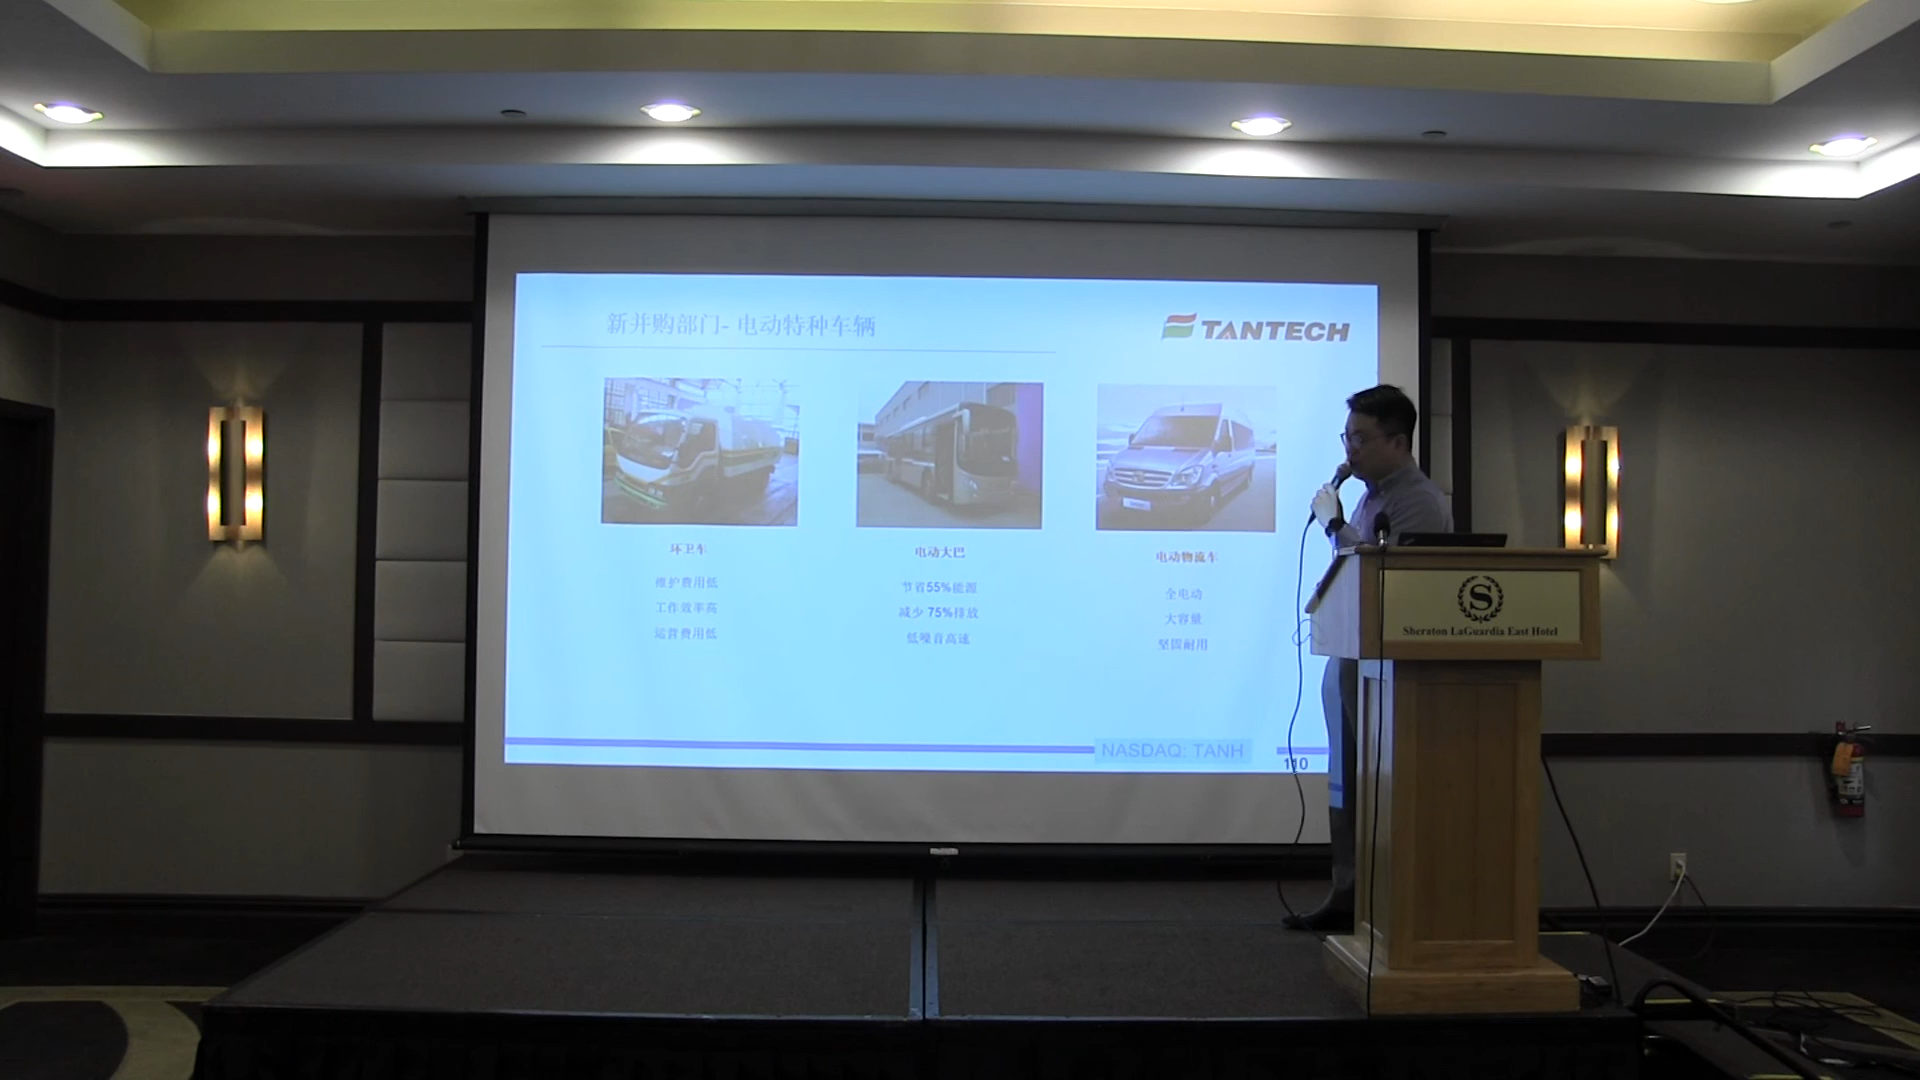 新并购部门- 电动特种车辆
TANTECH
环卫车
维护费用低
工作效率高
运营费用低
电动大巴
节省55%能源
减少 75%排放
低噪音高速
电动物流车
全电动
大容量
坚固耐用
NASDAQ: TANH
110
S
Sheraton LaGuardia East Hotel